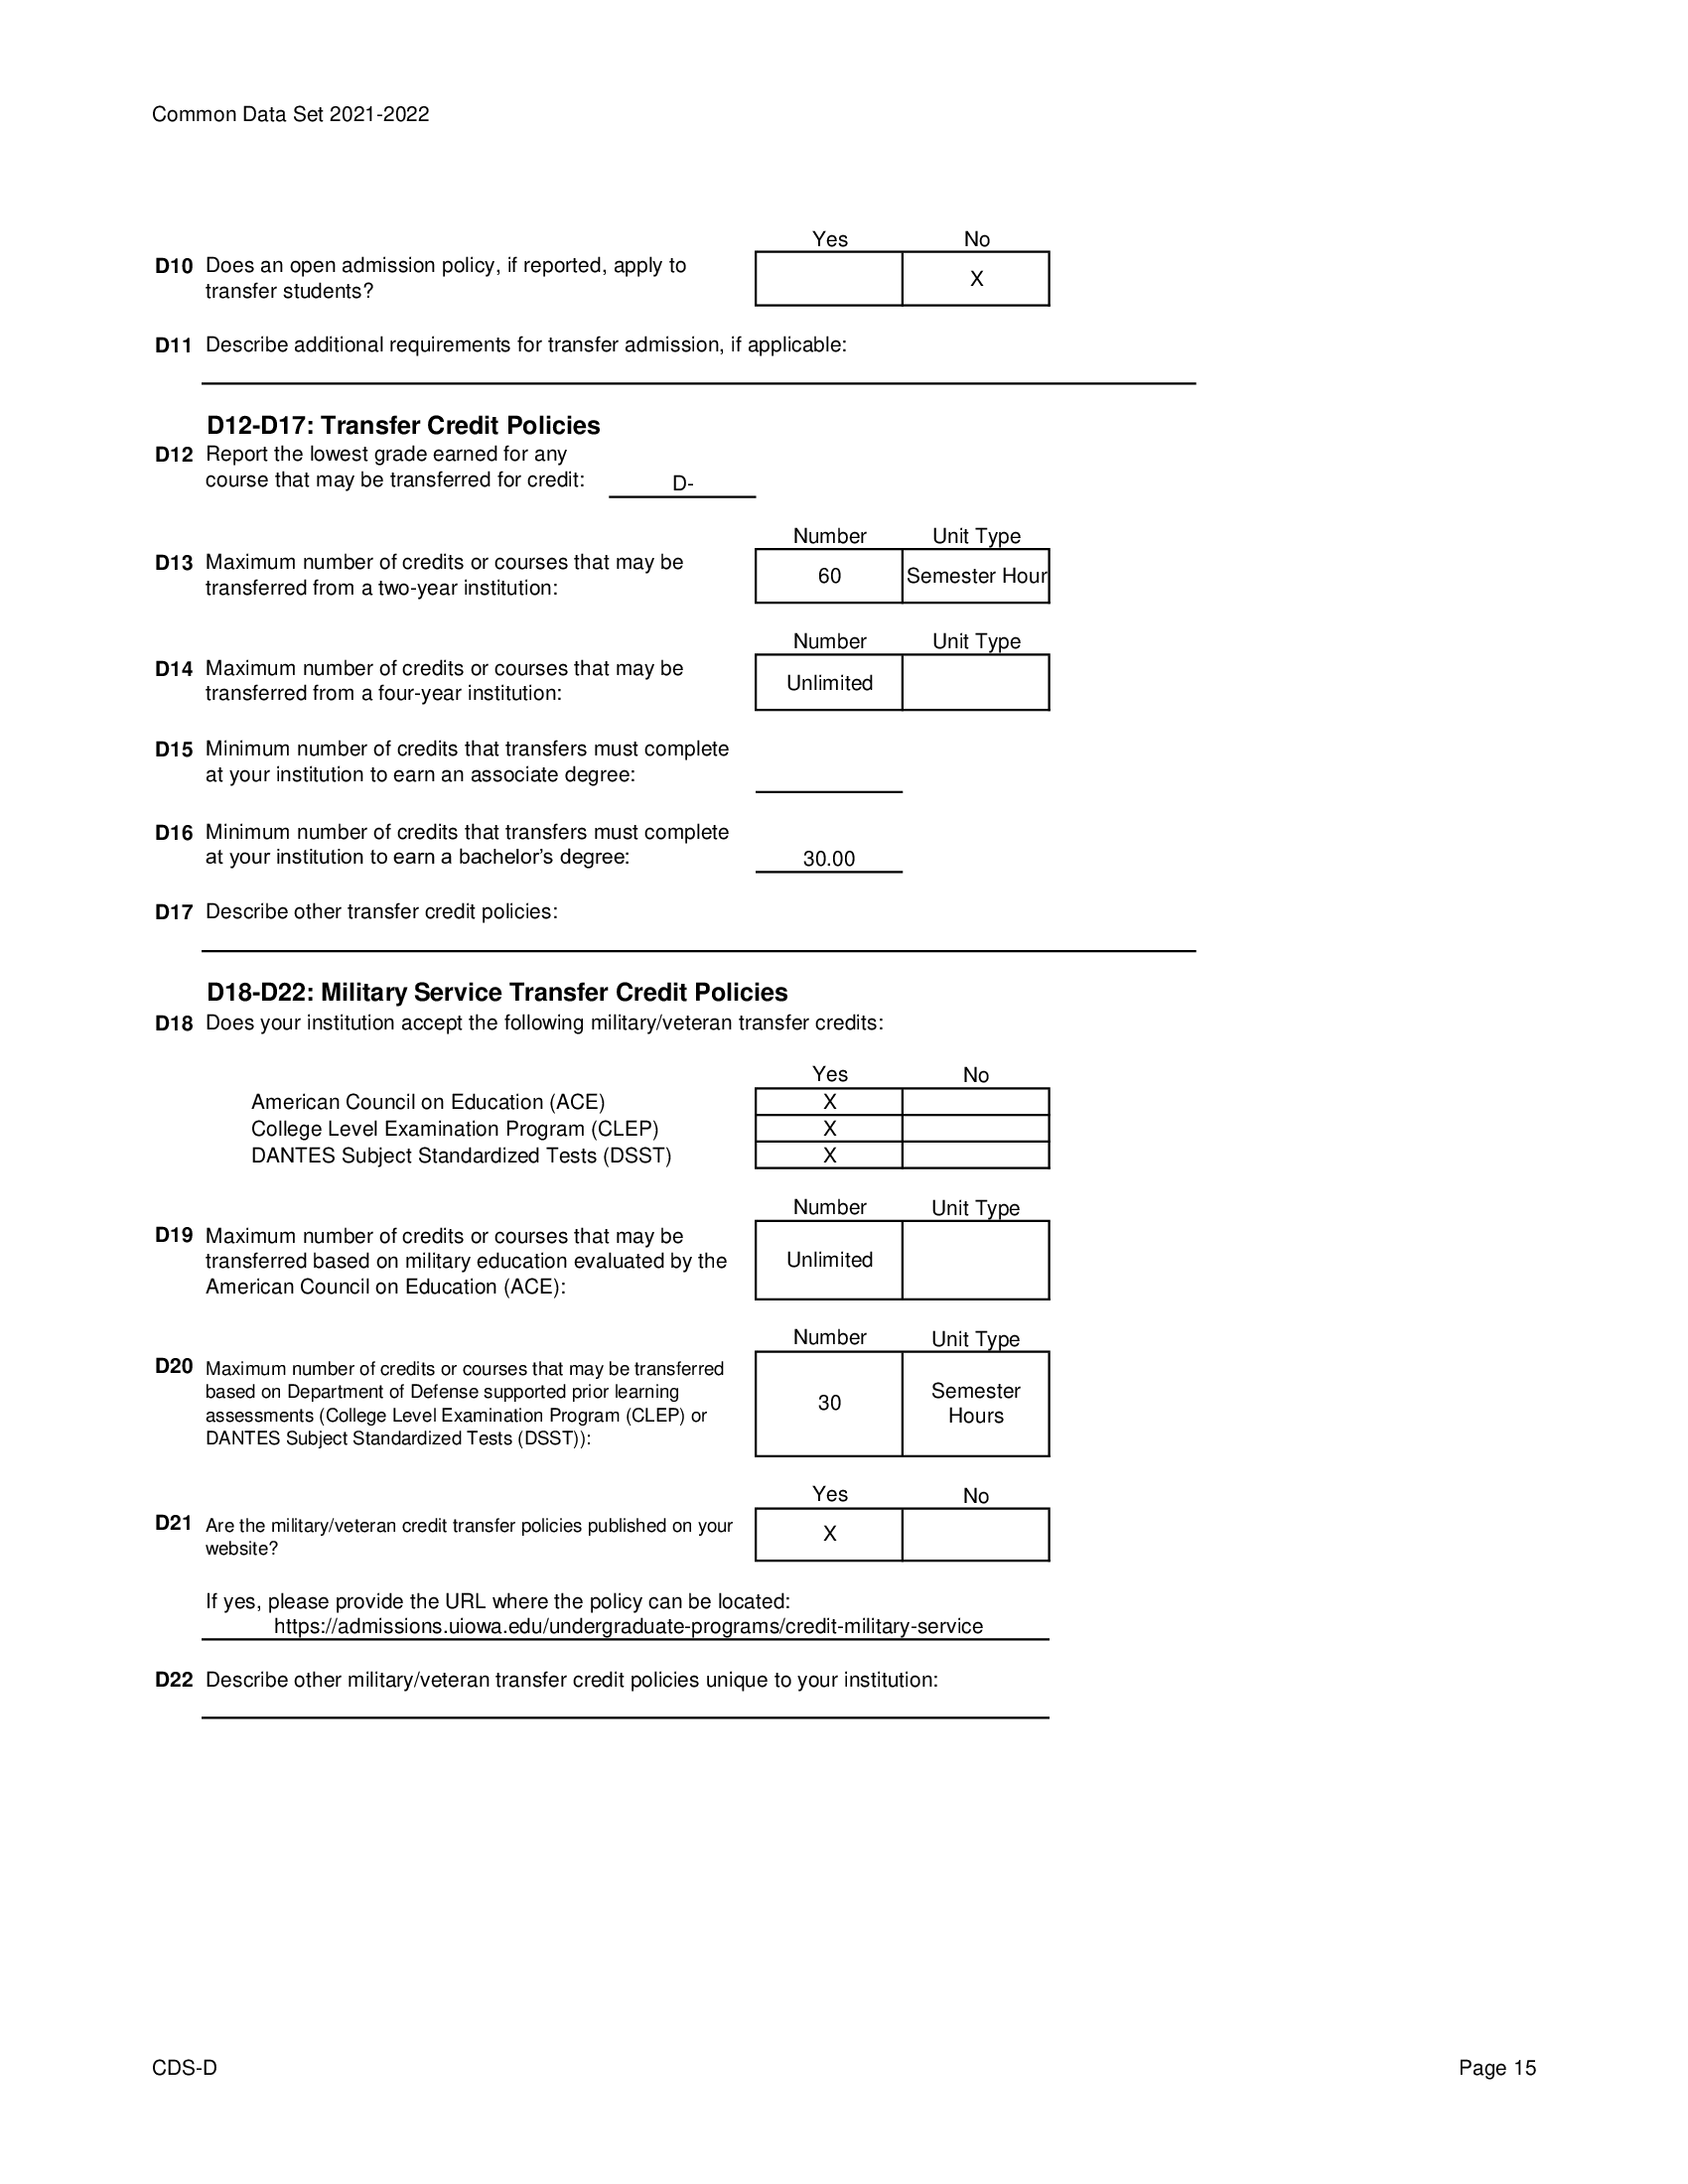 Common Data Set 2021-2022
Yes No
D10 Does an open admission policy, if reported, apply to
transfer students?
X
D11 Describe additional requirements for transfer admission, if applicable:
D12-D17: Transfer Credit Policies
D12 Report the lowest grade earned for any
course that may be transferred for credit: D-
Number Unit Type
D13 Maximum number of credits or courses that may be
transferred from a two-year institution:
60 Semester Hour
Number Unit Type
D14 Maximum number of credits or courses that may be
transferred from a four-year institution:
Unlimited
D15 Minimum number of credits that transfers must complete
at your institution to earn an associate degree:
D16 Minimum number of credits that transfers must complete
at your institution to earn a bachelor’s degree: 30.00
D17 Describe other transfer credit policies:
D18-D22: Military Service Transfer Credit Policies
D18 Does your institution accept the following military/veteran transfer credits:
Yes No
American Council on Education (ACE) X
College Level Examination Program (CLEP) X
DANTES Subject Standardized Tests (DSST) X
Number Unit Type
D19 Maximum number of credits or courses that may be
transferred based on military education evaluated by the
American Council on Education (ACE):
Unlimited
Number Unit Type
D20 Maximum number of credits or courses that may be transferred
based on Department of Defense supported prior learning
assessments (College Level Examination Program (CLEP) or
DANTES Subject Standardized Tests (DSST)):
30 Semester
Hours
Yes No
D21 Are the military/veteran credit transfer policies published on your
website?
X
If yes, please provide the URL where the policy can be located:
https://admissions.uiowa.edu/undergraduate-programs/credit-military-service
D22 Describe other military/veteran transfer credit policies unique to your institution:
CDS-D Page 15